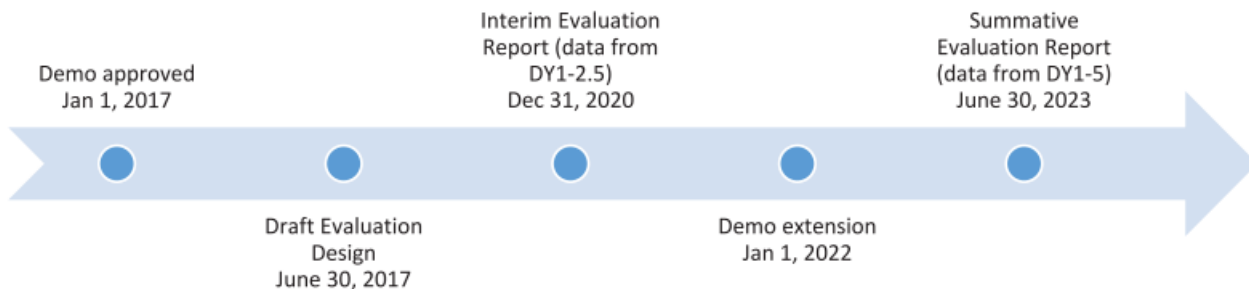 Demo approved
Jan 1, 2017
Draft Evaluation
Design
June 30, 2017
Interim Evaluation
Report (data from
DY1-2.5)
Dec 31, 2020
Demo extension
Jan 1, 2022
Summative
Evaluation Report
(data from DY1-5)
June 30, 2023